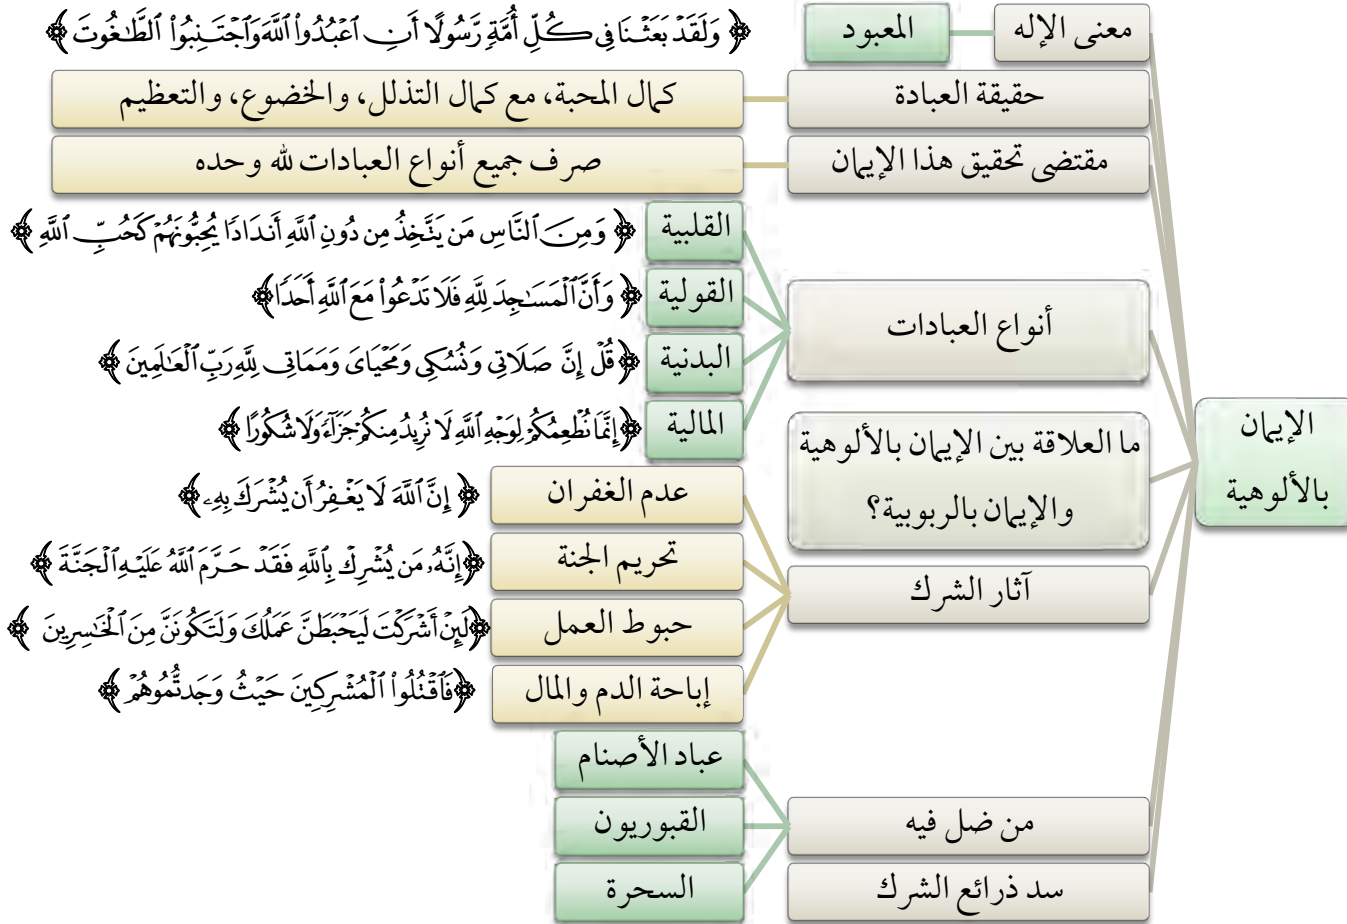 الإيمان
بالألوهية
معنى الإله
المعبود
﴿ وَلَقَدْ بَعَثْنَا فِي كُلِّ أُمَّةٍ رَّسُولًا أَنِ اعْبُدُوا اللَّهَ وَاجْتَنِبُوا الطَّاغُوتَ ﴾
حقيقة العبادة
كمال المحبة، مع كمال التذلل، والخضوع، والتعظيم
مقتضى تحقيق هذا الإيمان
صرف جميع أنواع العبادات لله وحده
أنواع العبادات
القلبية
﴿ وَمِنَ النَّاسِ مَن يَتَّخِذُ مِن دُونِ اللَّهِ أَندَادًا يُحِبُّونَهُمْ كَحُبِّ اللَّهِ ﴾
القولية
﴿ وَأَنَّ الْمَسَاجِدَ لِلَّهِ فَلَا تَدْعُوا مَعَ اللَّهِ أَحَدًا ﴾
البدنية
﴿ قُلْ إِنَّ صَلَاتِي وَنُسُكِي وَمَحْيَايَ وَمَمَاتِي لِلَّهِ رَبِّ الْعَالَمِينَ ﴾
المالية
﴿ إِنَّمَا نُطْعِمُكُمْ لِوَجْهِ اللَّهِ لَا نُرِيدُ مِنكُمْ جَزَاءً وَلَا شُكُورًا ﴾
ما العلاقة بين الإيمان بالألوهية
والإيمان بالربوبية؟
آثار الشرك
عدم الغفران
﴿ إِنَّ اللَّهَ لَا يَغْفِرُ أَن يُشْرَكَ بِهِ ﴾
تحريم الجنة
﴿ إِنَّهُ مَن يُشْرِكْ بِاللَّهِ فَقَدْ حَرَّمَ اللَّهُ عَلَيْهِ الْجَنَّةَ ﴾
حبوط العمل
﴿ لَئِنْ أَشْرَكْتَ لَيَحْبَطَنَّ عَمَلُكَ وَلَتَكُونَنَّ مِنَ الْخَاسِرِينَ ﴾
إباحة الدم والمال
﴿ فَاقْتُلُوا الْمُشْرِكِينَ حَيْثُ وَجَدتُّمُوهُمْ ﴾
من ضل فيه
عباد الأصنام
القبوريون
السحرة
سد ذرائع الشرك